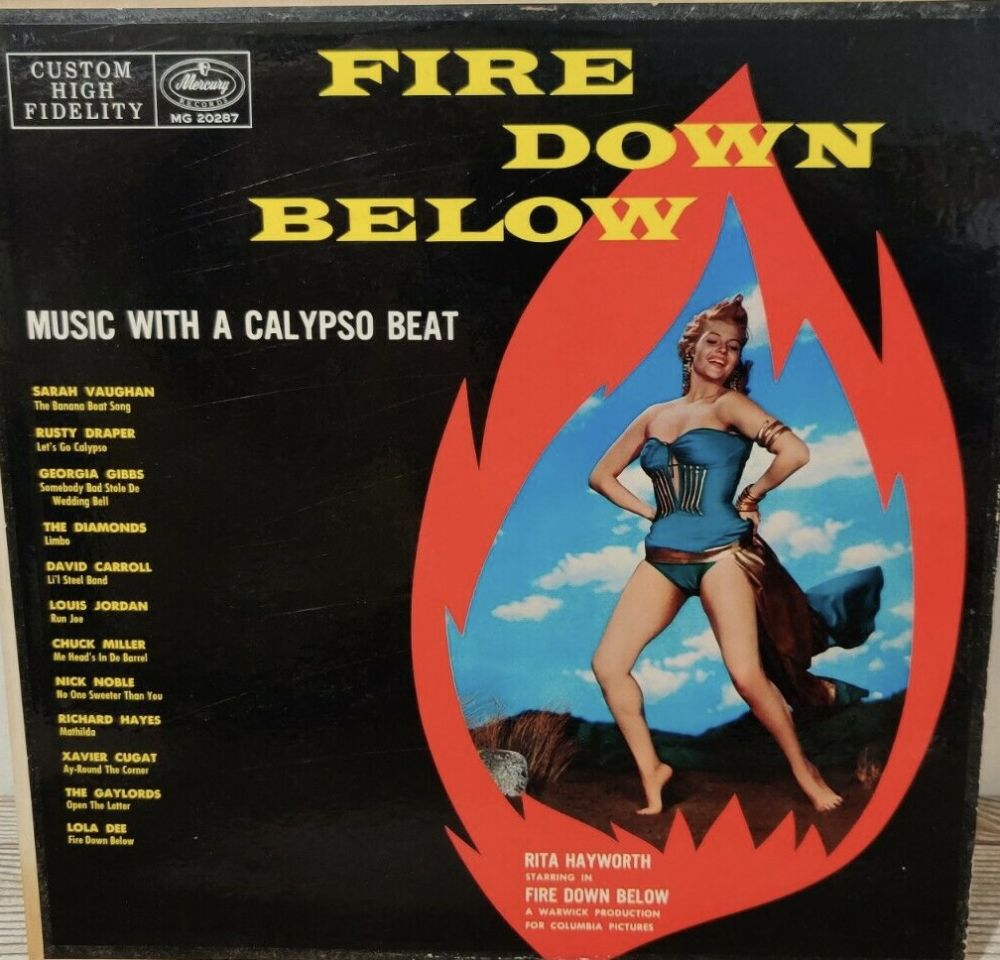 CUSTOM
HIGH
FIDELITY
Mercury
RECORDS
MG 20287
FIRE
DOWN
BELOW
MUSIC WITH A CALYPSO BEAT
SARAH VAUGHAN
The Banana Boat Song
RUSTY DRAPER
Let's Go Calypso
GEORGIA GIBBS
Somebody Bad Stole De
Wedding Bell
THE DIAMONDS
Limbo
DAVID CARROLL
Li'l Steel Band
LOUIS JORDAN
Run Joe
CHUCK MILLER
Me Head's In De Barrel
NICK NOBLE
No One Sweeter Than You
RICHARD HAYES
Mathilda
XAVIER CUGAT
Ay-Round The Corner
THE GAYLORDS
Open The Letter
LOLA DEE
Fire Down Below
RITA HAYWORTH
STARRING IN
FIRE DOWN BELOW
A WARWICK PRODUCTION
FOR COLUMBIA PICTURES